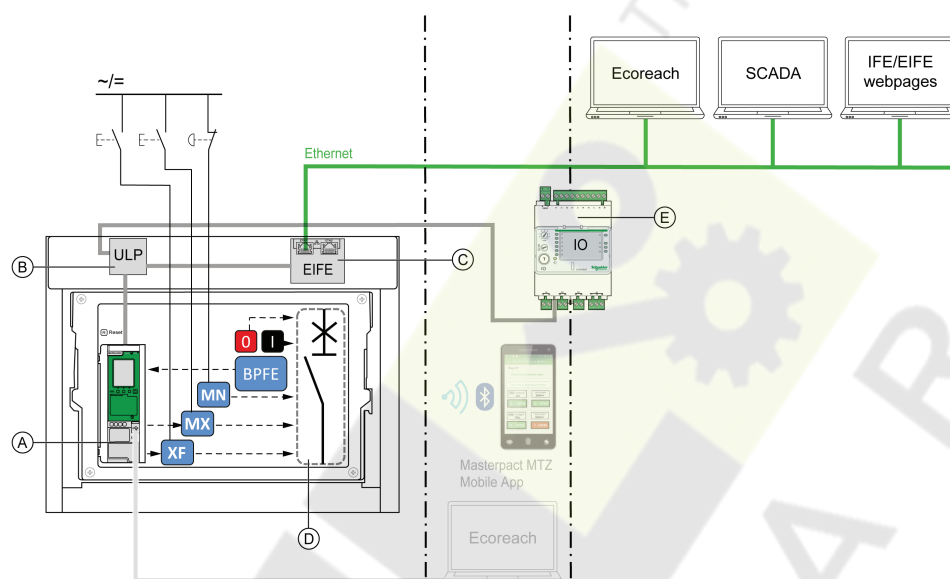 Ecoreach
SCADA
IFE/EIFE
webpages
~/=
Ethernet
E
IO
ULP
EIFE
B
C
Reset
0
I
BPFE
MN
MX
XF
A
D
Masterpact MTZ
Mobile App
Ecoreach